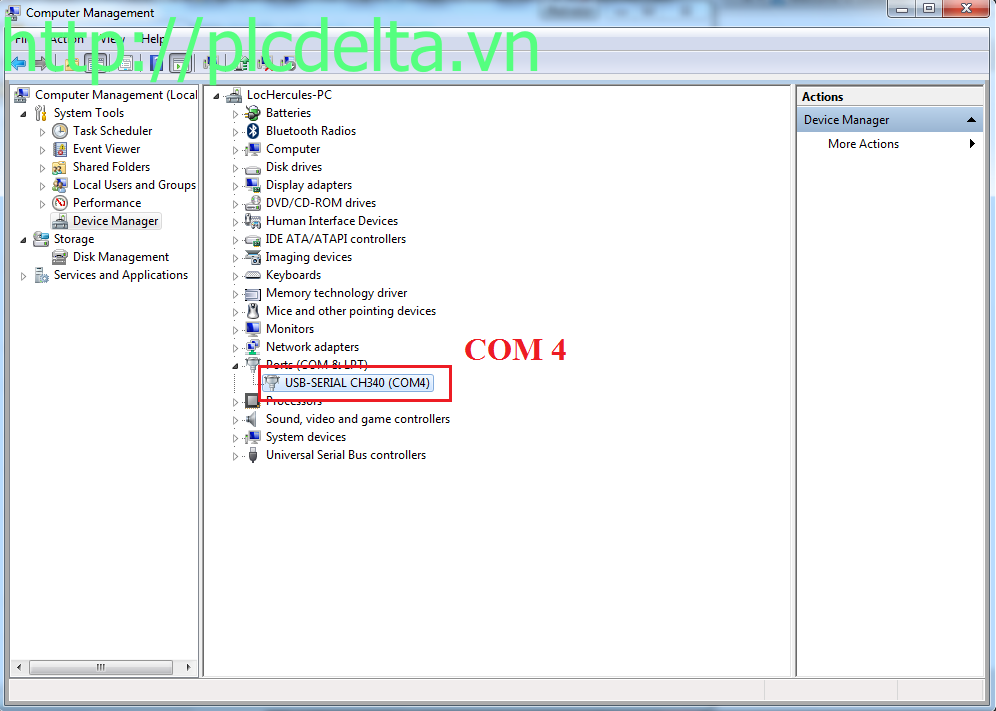 Computer Management
http://plcdelta.vn
File Action View Help
Computer Management (Local
System Tools
Task Scheduler
Event Viewer
Shared Folders
Local Users and Groups
Performance
Device Manager
Storage
Disk Management
Services and Applications
LocHercules-PC
Batteries
Bluetooth Radios
Computer
Disk drives
Display adapters
DVD/CD-ROM drives
Human Interface Devices
IDE ATA/ATAPI controllers
Imaging devices
Keyboards
Memory technology driver
Mice and other pointing devices
Monitors
Network adapters
Ports (COM & LPT)
USB-SERIAL CH340 (COM4)
Processors
Sound, video and game controllers
System devices
Universal Serial Bus controllers
COM 4
Actions
Device Manager
More Actions